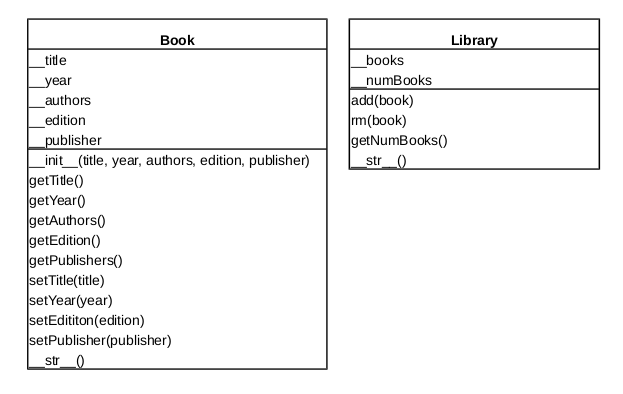 Book
__title
__year
__authors
__edition
__publisher
__init__(title, year, authors, edition, publisher)
getTitle()
getYear()
getAuthors()
getEdition()
getPublishers()
setTitle(title)
setYear(year)
setEdititon(edition)
setPublisher(publisher)
__str__()
Library
__books
__numBooks
add(book)
rm(book)
getNumBooks()
__str__()